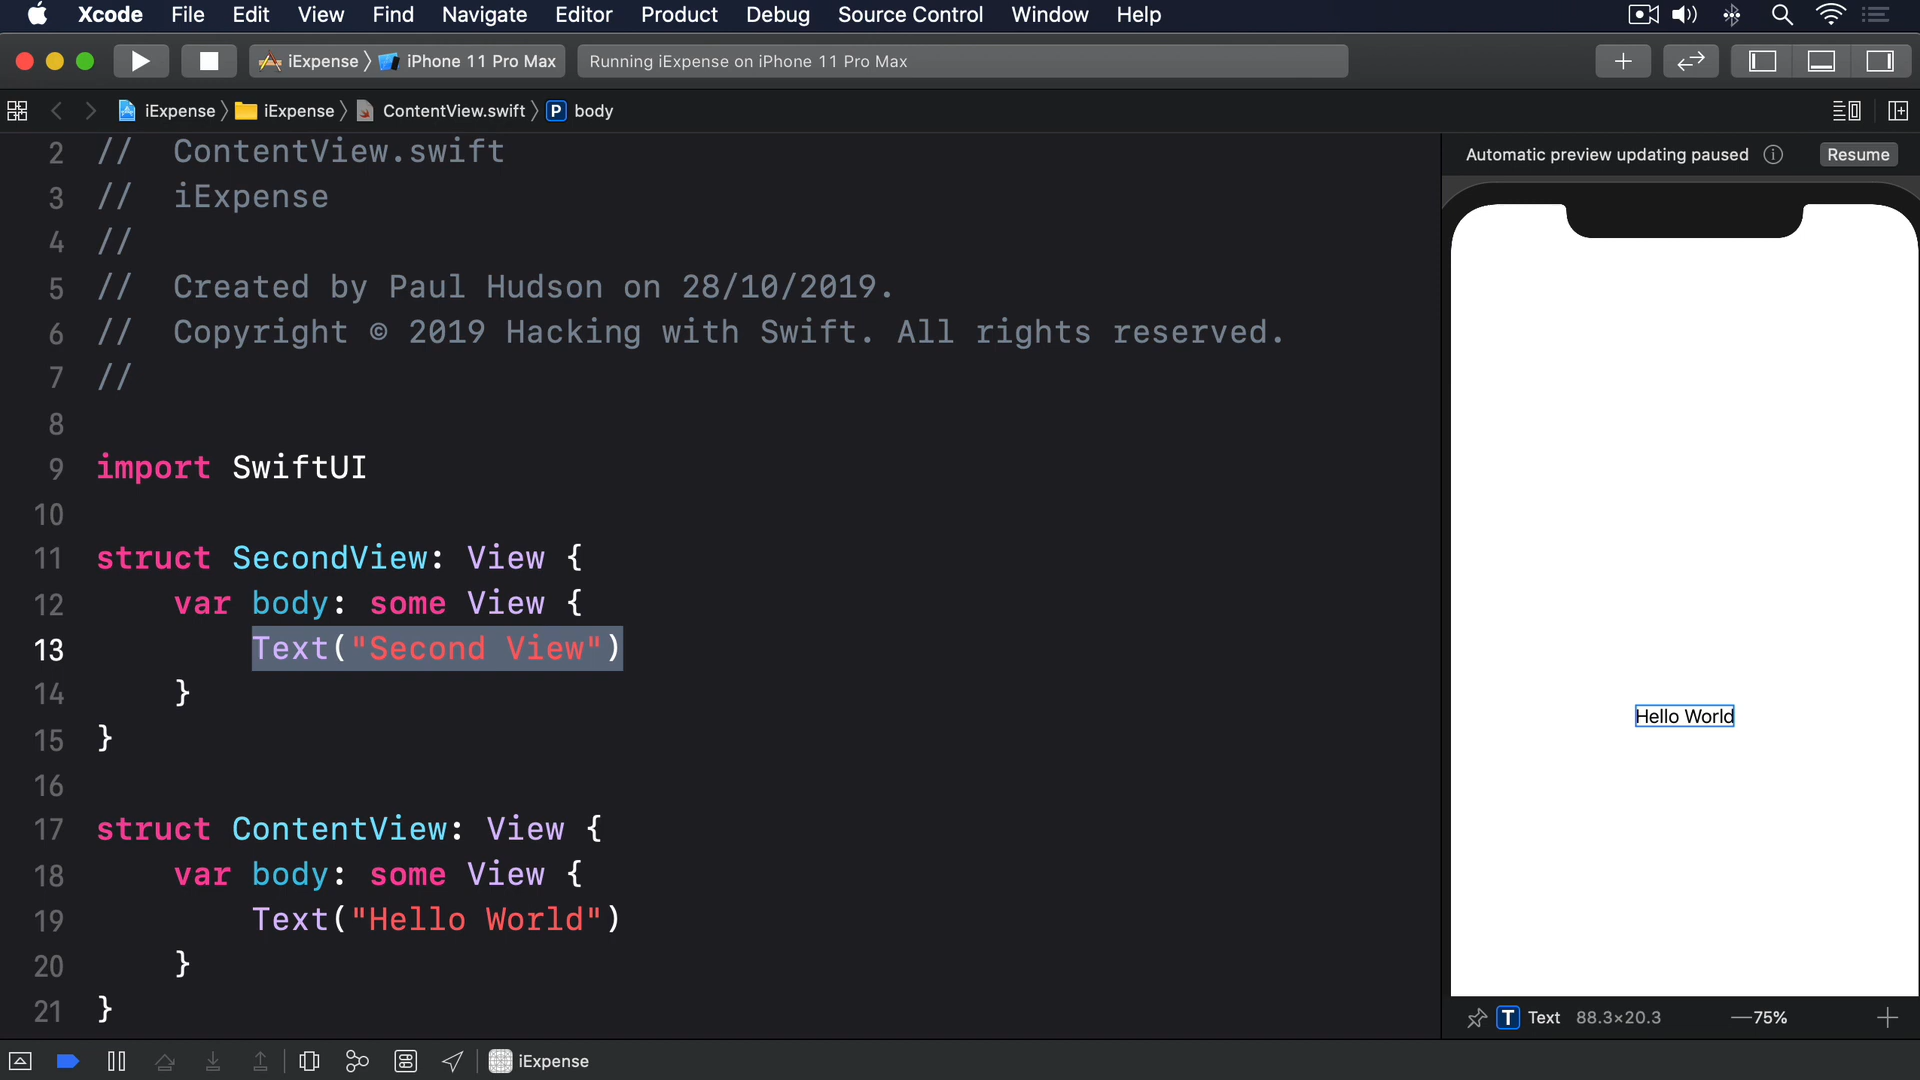 Xcode File Edit View Find Navigate Editor Product Debug Source Control Window Help
iExpense iPhone 11 Pro Max Running iExpense on iPhone 11 Pro Max
iExpense iExpense ContentView.swift P body
Automatic preview updating paused Resume
2 //  ContentView.swift
3 //  iExpense
4 //
5 //  Created by Paul Hudson on 28/10/2019.
6 //  Copyright © 2019 Hacking with Swift. All rights reserved.
7 //
8
9 import SwiftUI
10
11 struct SecondView: View {
12     var body: some View {
13         Text("Second View")
14     }
15 }
16
17 struct ContentView: View {
18     var body: some View {
19         Text("Hello World")
20     }
21 }
Hello World
T Text 88.3×20.3 — 75% +
iExpense